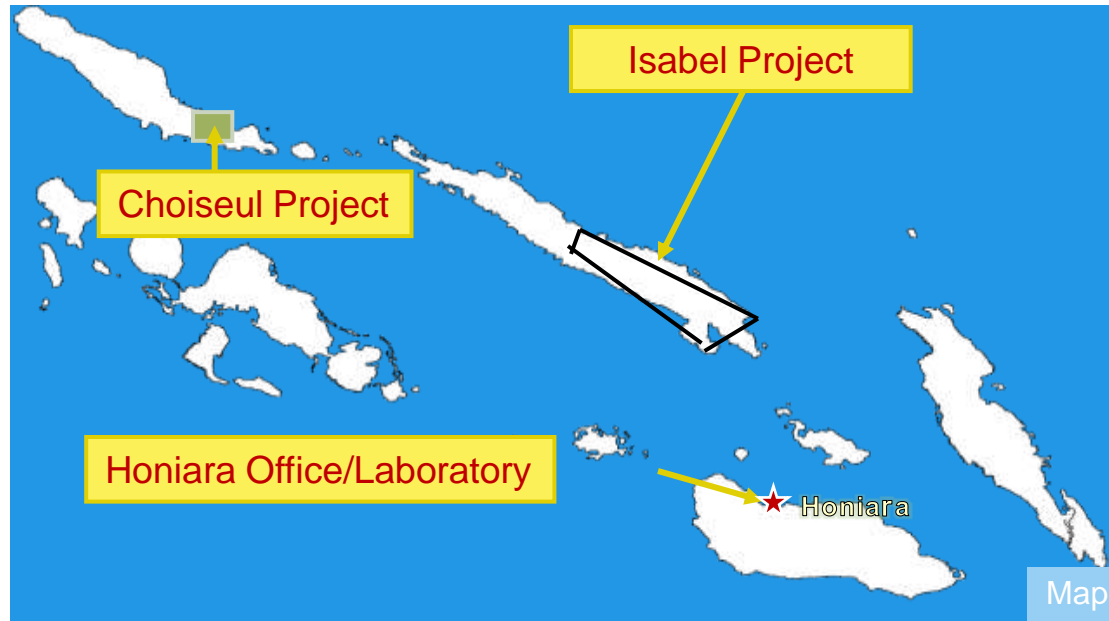 Isabel Project
Choiseul Project
Honiara Office/Laboratory
Honiara
Map